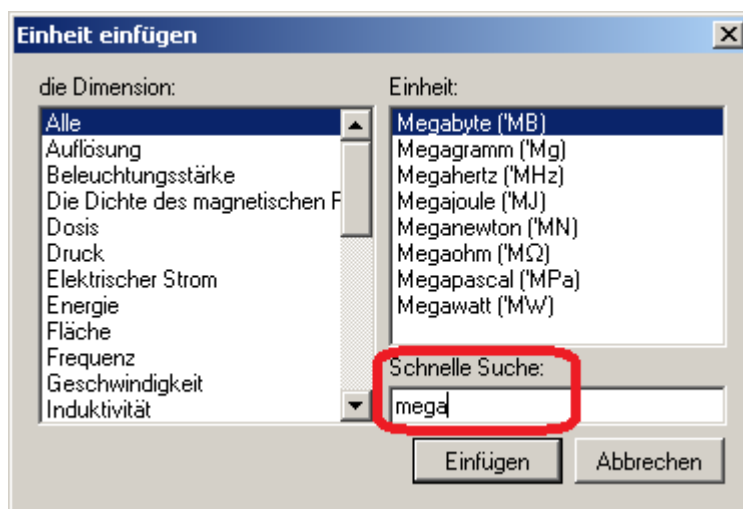 Einheit einfügen
die Dimension:
Alle
Auflösung
Beleuchtungsstärke
Die Dichte des magnetischen F
Dosis
Druck
Elektrischer Strom
Energie
Fläche
Frequenz
Geschwindigkeit
Induktivität
Einheit:
Megabyte ('MB)
Megagramm ('Mg)
Megahertz ('MHz)
Megajoule ('MJ)
Meganewton ('MN)
Megaohm ('MΩ)
Megapascal ('MPa)
Megawatt ('MW)
Schnelle Suche:
mega
Einfügen
Abbrechen